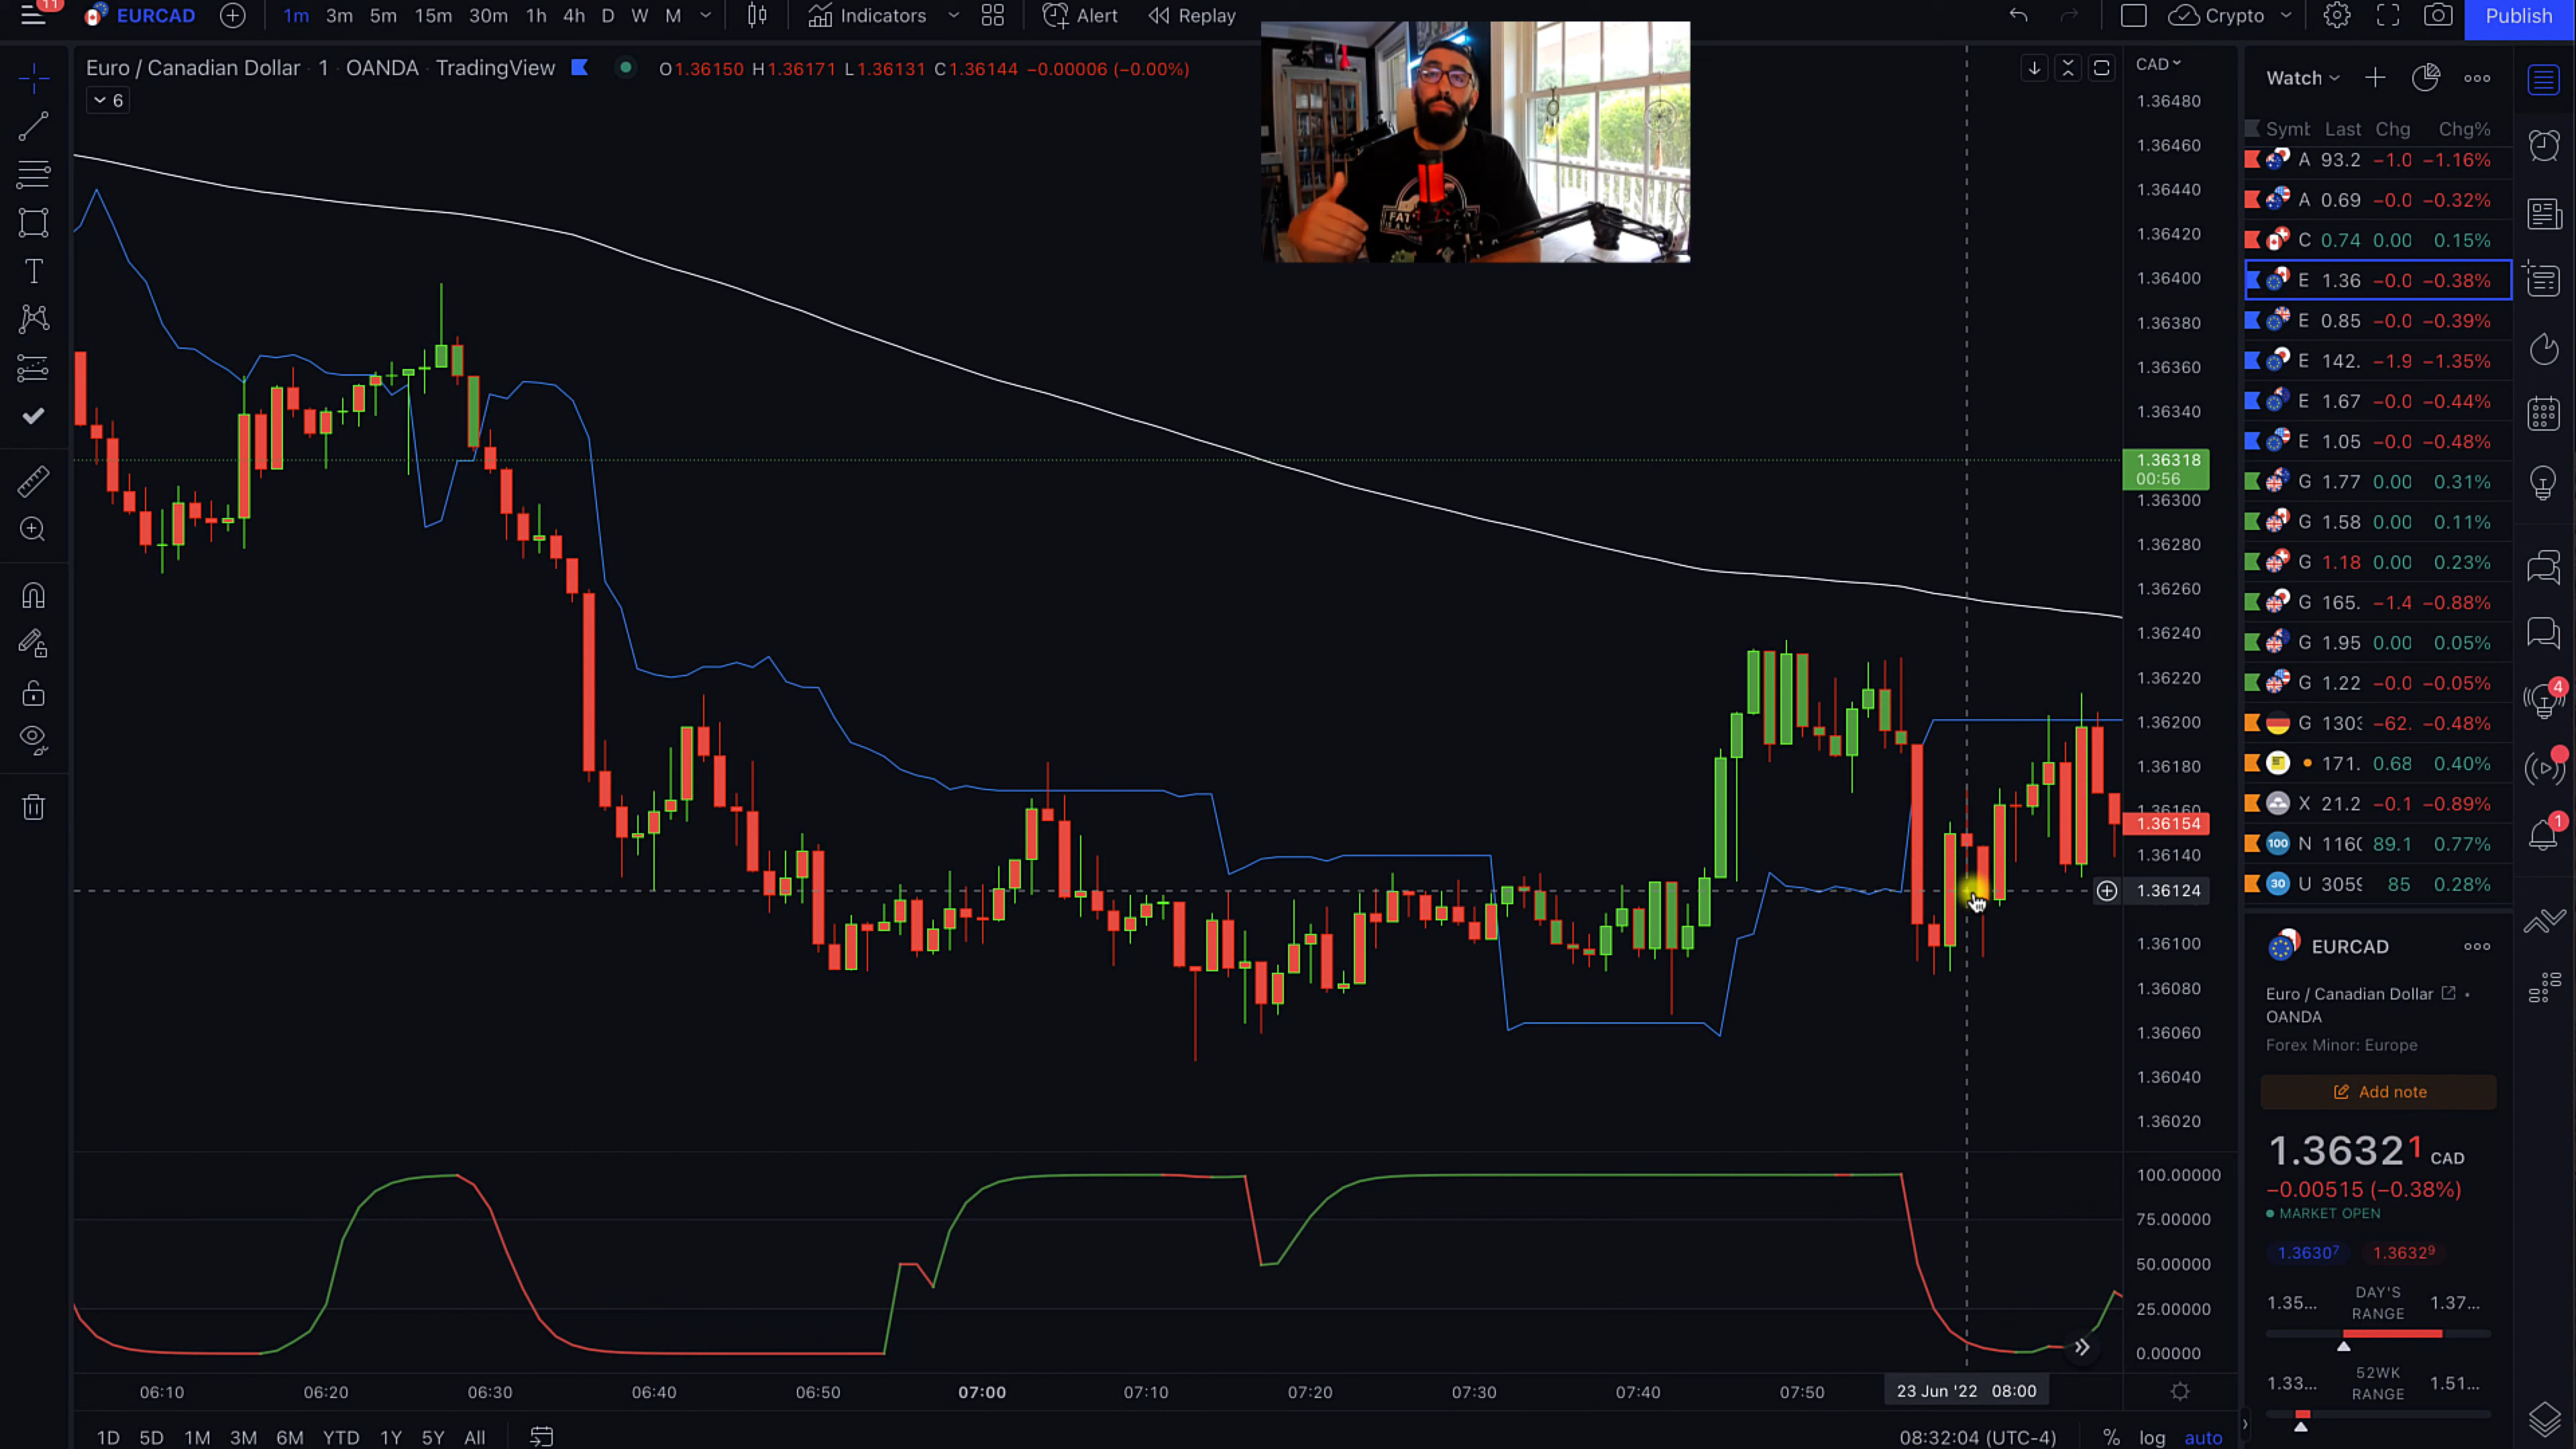 11
EURCAD
1m 3m 5m 15m 30m 1h 4h D W M
Indicators
Alert
Replay
Crypto
Publish
Euro / Canadian Dollar · 1 · OANDA · TradingView
O1.36150 H1.36171 L1.36131 C1.36144 −0.00006 (−0.00%)
6
CAD
1.36480
1.36460
1.36440
1.36420
1.36400
1.36380
1.36360
1.36340
1.36318
00:56
1.36300
1.36280
1.36260
1.36240
1.36220
1.36200
1.36180
1.36160
1.36154
1.36140
1.36124
1.36100
1.36080
1.36060
1.36040
1.36020
100.00000
75.00000
50.00000
25.00000
0.00000
06:10 06:20 06:30 06:40 06:50 07:00 07:10 07:20 07:30 07:40 07:50 23 Jun '22 08:00
1D 5D 1M 3M 6M YTD 1Y 5Y All
08:32:04 (UTC-4) % log auto
Watch
Last Chg Chg%
A 93.2 −1.0 −1.16%
A 0.69 −0.0 −0.32%
C 0.74 0.00 0.15%
E 1.36 −0.0 −0.38%
E 0.85 −0.0 −0.39%
E 142. −1.9 −1.35%
E 1.67 −0.0 −0.44%
E 1.05 −0.0 −0.48%
G 1.77 0.00 0.31%
G 1.58 0.00 0.11%
G 1.18 0.00 0.23%
G 165. −1.4 −0.88%
G 1.95 0.00 0.05%
G 1.22 −0.0 −0.05%
G 1303 −62. −0.48%
171. 0.68 0.40%
X 21.2 −0.1 −0.89%
100 N 1160 89.1 0.77%
30 U 3059 85 0.28%
EURCAD
Euro / Canadian Dollar ·
OANDA
Forex Minor: Europe
Add note
1.36321 CAD
−0.00515 (−0.38%)
MARKET OPEN
1.36307 1.36329
1.35... DAY'S RANGE 1.37...
1.33... 52WK RANGE 1.51...
4
1